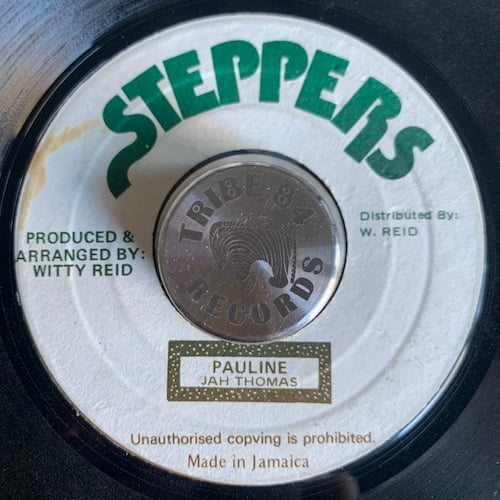 STEPPERS
TRIBE 84
RECORDS
PRODUCED &
ARRANGED BY:
WITTY REID
Distributed By:
W. REID
PAULINE
JAH THOMAS
Unauthorised copving is prohibited.
Made in Jamaica